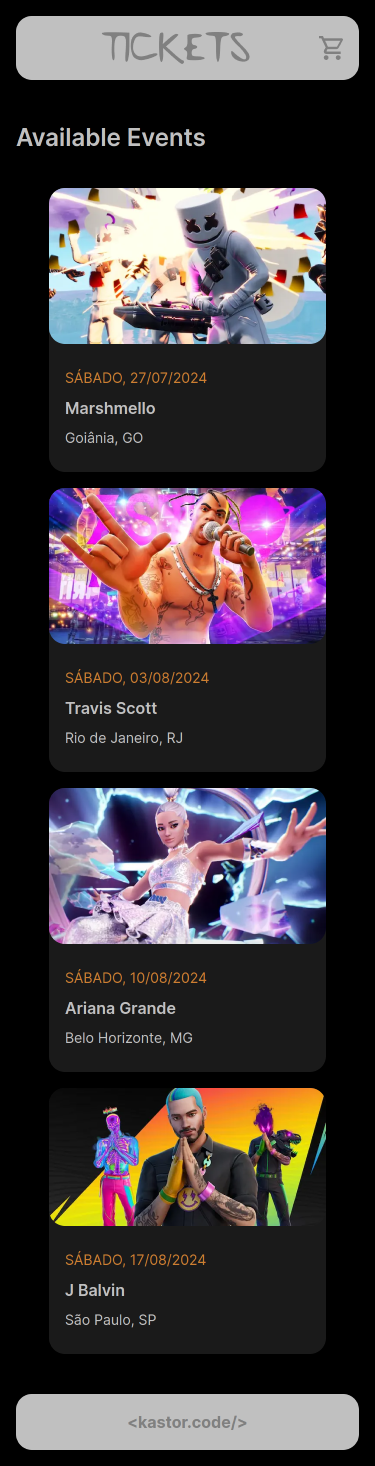 TICKETS
Available Events
SÁBADO, 27/07/2024
Marshmello
Goiânia, GO
SÁBADO, 03/08/2024
Travis Scott
Rio de Janeiro, RJ
SÁBADO, 10/08/2024
Ariana Grande
Belo Horizonte, MG
SÁBADO, 17/08/2024
J Balvin
São Paulo, SP
<kastor.code/>